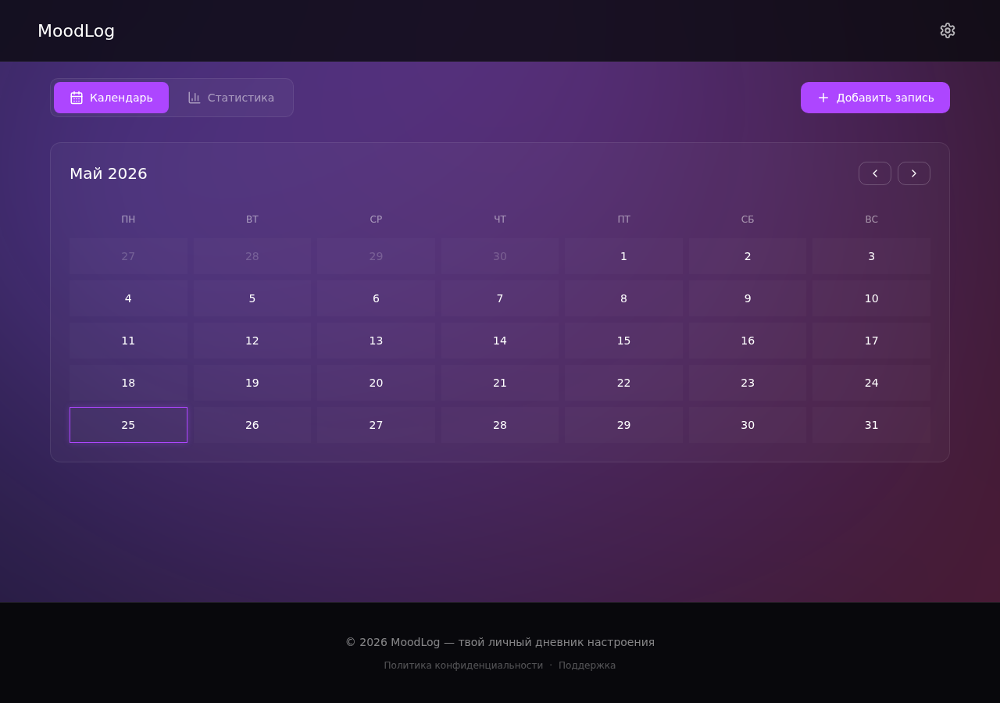 MoodLog
Календарь Статистика Добавить запись
Май 2026
ПН ВТ СР ЧТ ПТ СБ ВС
27 28 29 30 1 2 3
4 5 6 7 8 9 10
11 12 13 14 15 16 17
18 19 20 21 22 23 24
25 26 27 28 29 30 31
© 2026 MoodLog — твой личный дневник настроения
Политика конфиденциальности · Поддержка